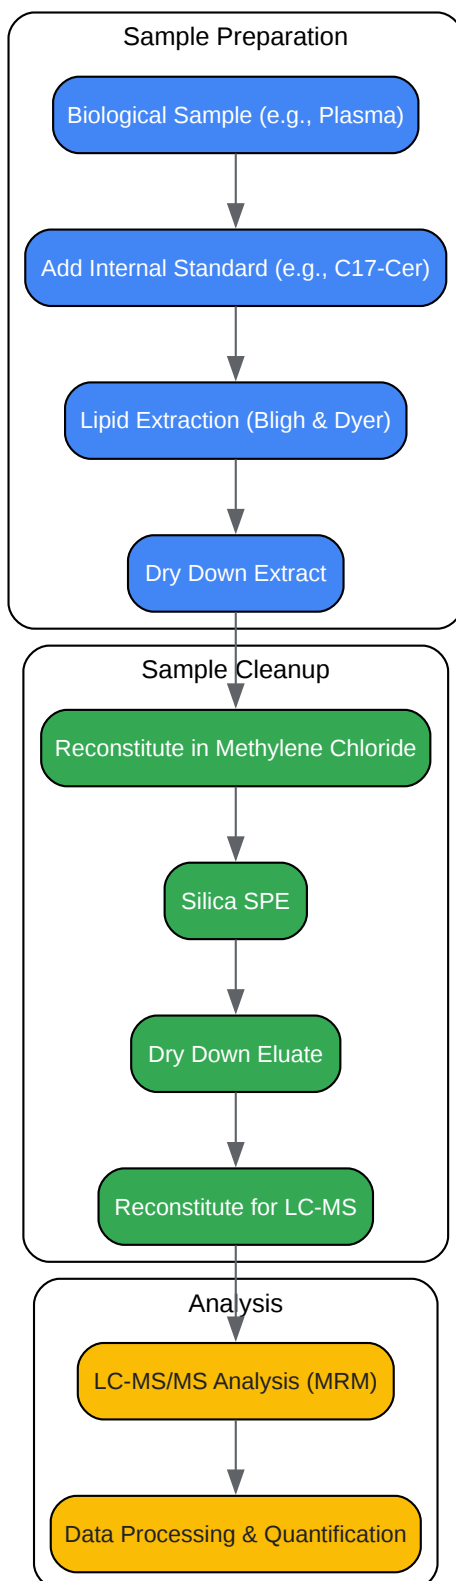 Sample Preparation
Biological Sample (e.g., Plasma)
Add Internal Standard (e.g., C17-Cer)
Lipid Extraction (Bligh & Dyer)
Dry Down Extract
Sample Cleanup
Reconstitute in Methylene Chloride
Silica SPE
Dry Down Eluate
Reconstitute for LC-MS
Analysis
LC-MS/MS Analysis (MRM)
Data Processing & Quantification